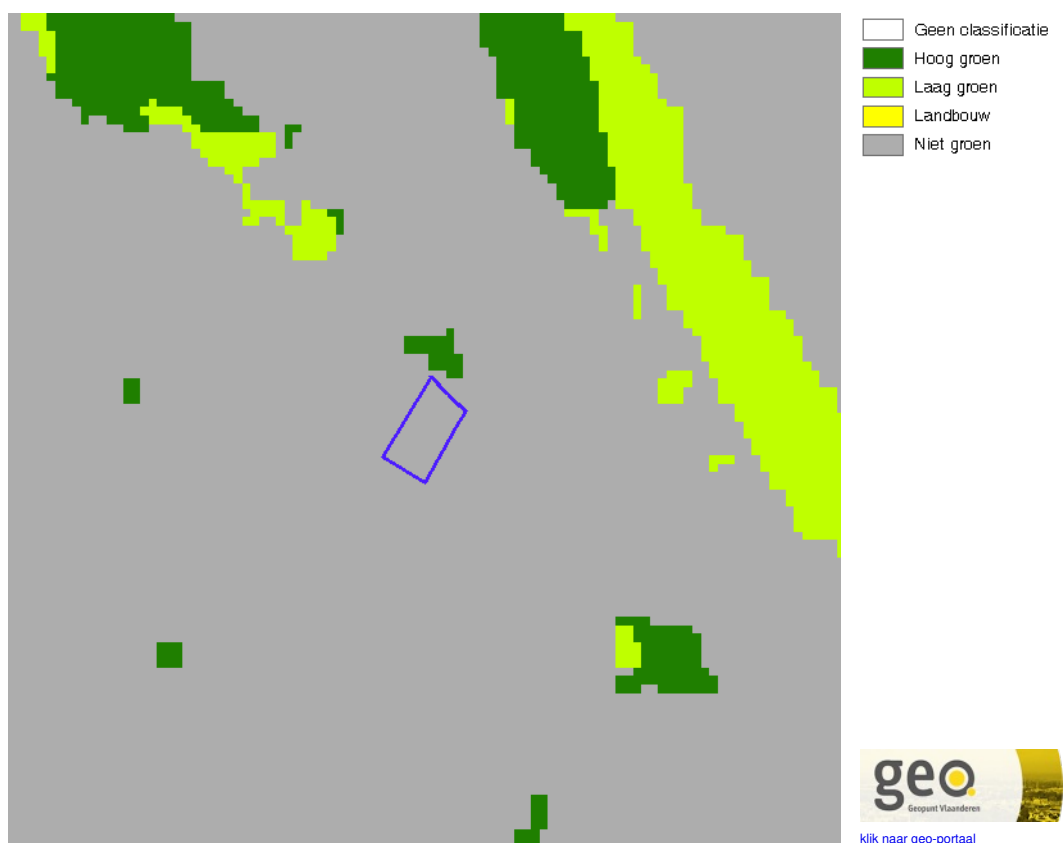 Geen classificatie
Hoog groen
Laag groen
Landbouw
Niet groen
geo
Geopunt Vlaanderen
klik naar geo-portaal